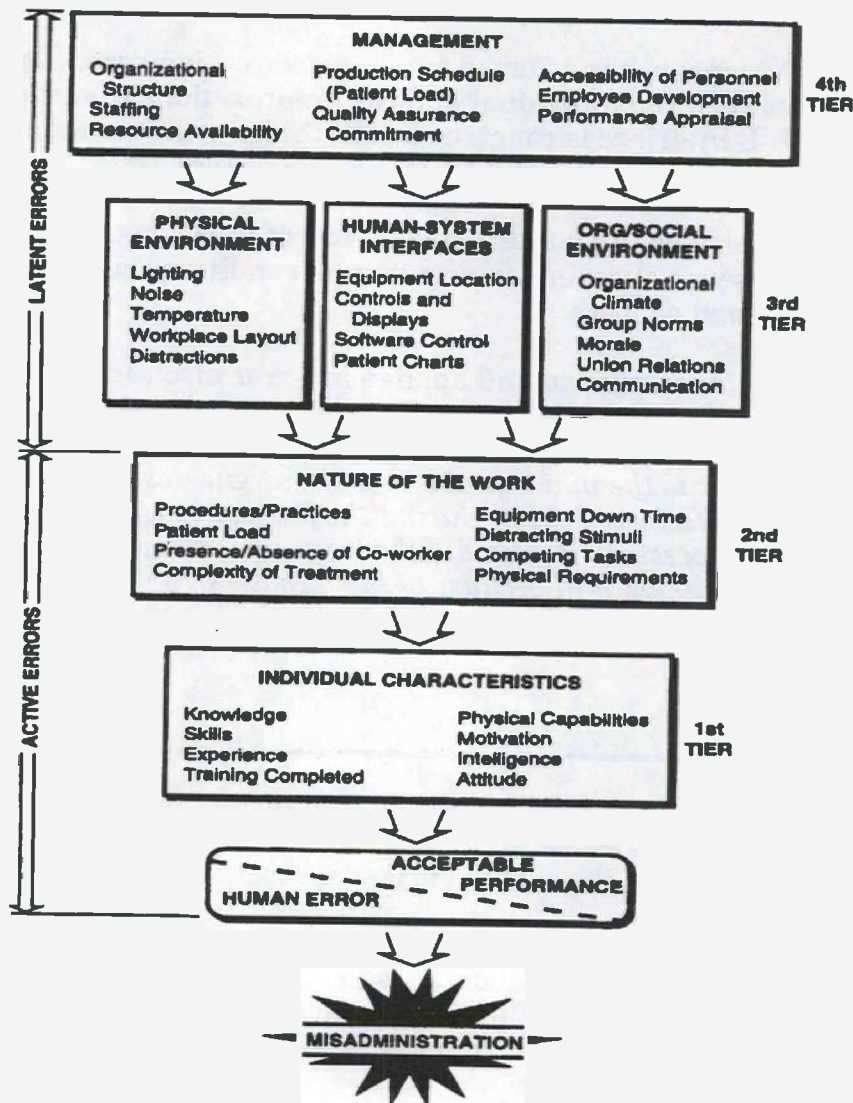 MANAGEMENT
Organizational
Structure
Staffing
Resource Availability
Production Schedule
(Patient Load)
Quality Assurance
Commitment
Accessibility of Personnel
Employee Development
Performance Appraisal
4th
TIER
LATENT ERRORS
PHYSICAL
ENVIRONMENT
Lighting
Noise
Temperature
Workplace Layout
Distractions
HUMAN-SYSTEM
INTERFACES
Equipment Location
Controls and
Displays
Software Control
Patient Charts
ORG/SOCIAL
ENVIRONMENT
Organizational
Climate
Group Norms
Morale
Union Relations
Communication
3rd
TIER
NATURE OF THE WORK
Procedures/Practices
Patient Load
Presence/Absence of Co-worker
Complexity of Treatment
Equipment Down Time
Distracting Stimuli
Competing Tasks
Physical Requirements
2nd
TIER
ACTIVE ERRORS
INDIVIDUAL CHARACTERISTICS
Knowledge
Skills
Experience
Training Completed
Physical Capabilities
Motivation
Intelligence
Attitude
1st
TIER
ACCEPTABLE
PERFORMANCE
HUMAN ERROR
MISADMINISTRATION